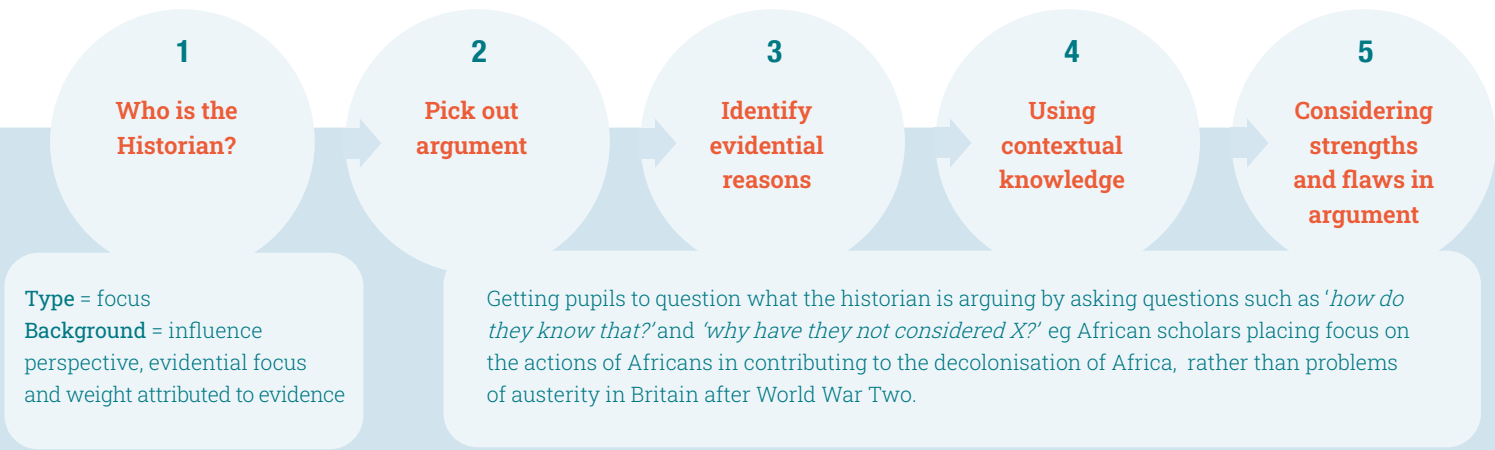 1
Who is the
Historian?
2
Pick out
argument
3
Identify
evidential
reasons
4
Using
contextual
knowledge
5
Considering
strengths
and flaws in
argument
Type = focus
Background = influence
perspective, evidential focus
and weight attributed to evidence
Getting pupils to question what the historian is arguing by asking questions such as ‘how do
they know that?’ and ‘why have they not considered X?’ eg African scholars placing focus on
the actions of Africans in contributing to the decolonisation of Africa, rather than problems
of austerity in Britain after World War Two.